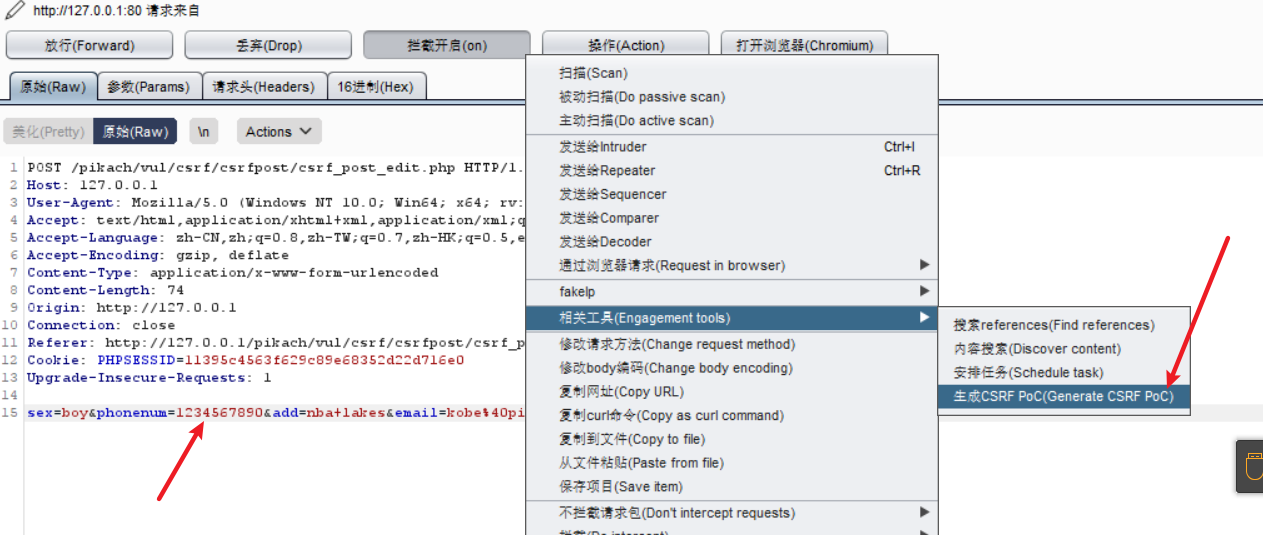 http://127.0.0.1:80 请求来自
放行(Forward) 丢弃(Drop) 拦截开启(on) 操作(Action) 打开浏览器(Chromium)
原始(Raw) 参数(Params) 请求头(Headers) 16进制(Hex)
美化(Pretty) 原始(Raw) \n Actions
1 POST /pikach/vul/csrf/csrfpost/csrf_post_edit.php HTTP/1.
2 Host: 127.0.0.1
3 User-Agent: Mozilla/5.0 (Windows NT 10.0; Win64; x64; rv:
4 Accept: text/html,application/xhtml+xml,application/xml;q
5 Accept-Language: zh-CN,zh;q=0.8,zh-TW;q=0.7,zh-HK;q=0.5,e
6 Accept-Encoding: gzip, deflate
7 Content-Type: application/x-www-form-urlencoded
8 Content-Length: 74
9 Origin: http://127.0.0.1
10 Connection: close
11 Referer: http://127.0.0.1/pikach/vul/csrf/csrfpost/csrf_p
12 Cookie: PHPSESSID=11395c4563f629c89e68352d22d716e0
13 Upgrade-Insecure-Requests: 1
14
15 sex=boy&phonenum=1234567890&add=nba+lakes&email=kobe%40pi
扫描(Scan)
被动扫描(Do passive scan)
主动扫描(Do active scan)
发送给Intruder Ctrl+I
发送给Repeater Ctrl+R
发送给Sequencer
发送给Comparer
发送给Decoder
通过浏览器请求(Request in browser)
fakeIp
相关工具(Engagement tools)
修改请求方法(Change request method)
修改body编码(Change body encoding)
复制网址(Copy URL)
复制curl命令(Copy as curl command)
复制到文件(Copy to file)
从文件粘贴(Paste from file)
保存项目(Save item)
不拦截请求包(Don't intercept requests)
拦截(Do intercept)
搜索references(Find references)
内容搜索(Discover content)
安排任务(Schedule task)
生成CSRF PoC(Generate CSRF PoC)